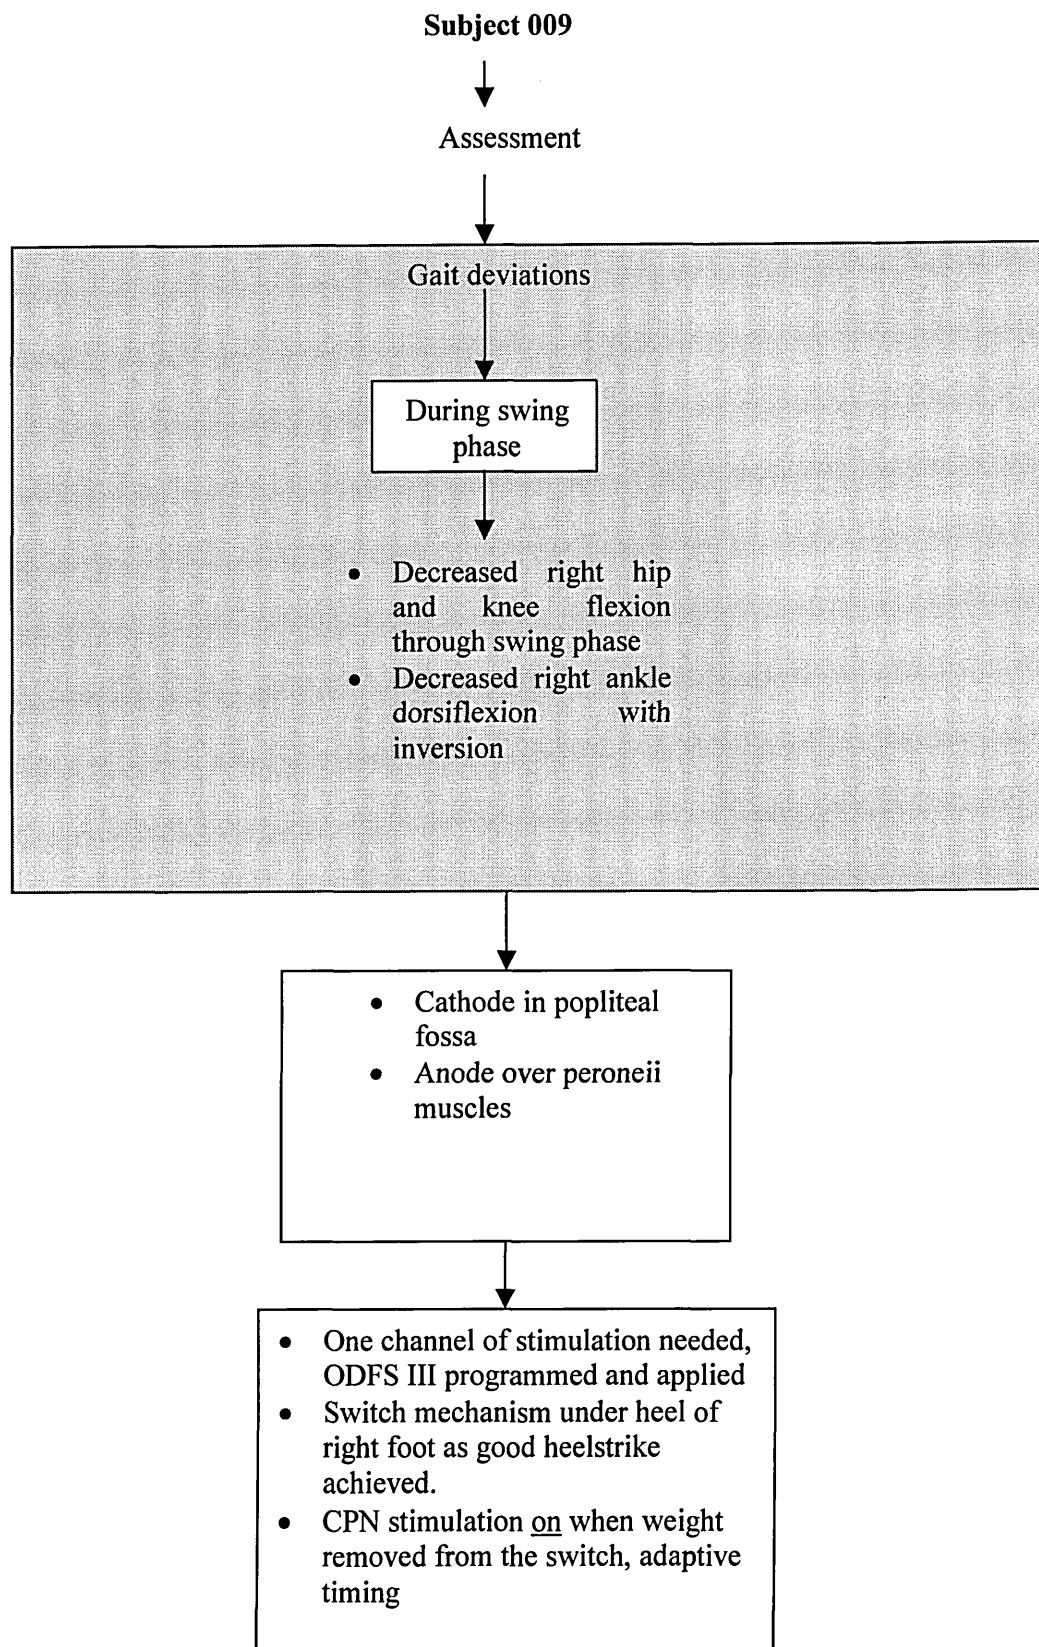 Subject 009
Assessment
Gait deviations
During swing
phase
• Decreased right hip
and knee flexion
through swing phase
• Decreased right ankle
dorsiflexion with
inversion
• Cathode in popliteal
fossa
• Anode over peroneii
muscles
• One channel of stimulation needed,
ODFS III programmed and applied
• Switch mechanism under heel of
right foot as good heelstrike
achieved.
• CPN stimulation on when weight
removed from the switch, adaptive
timing